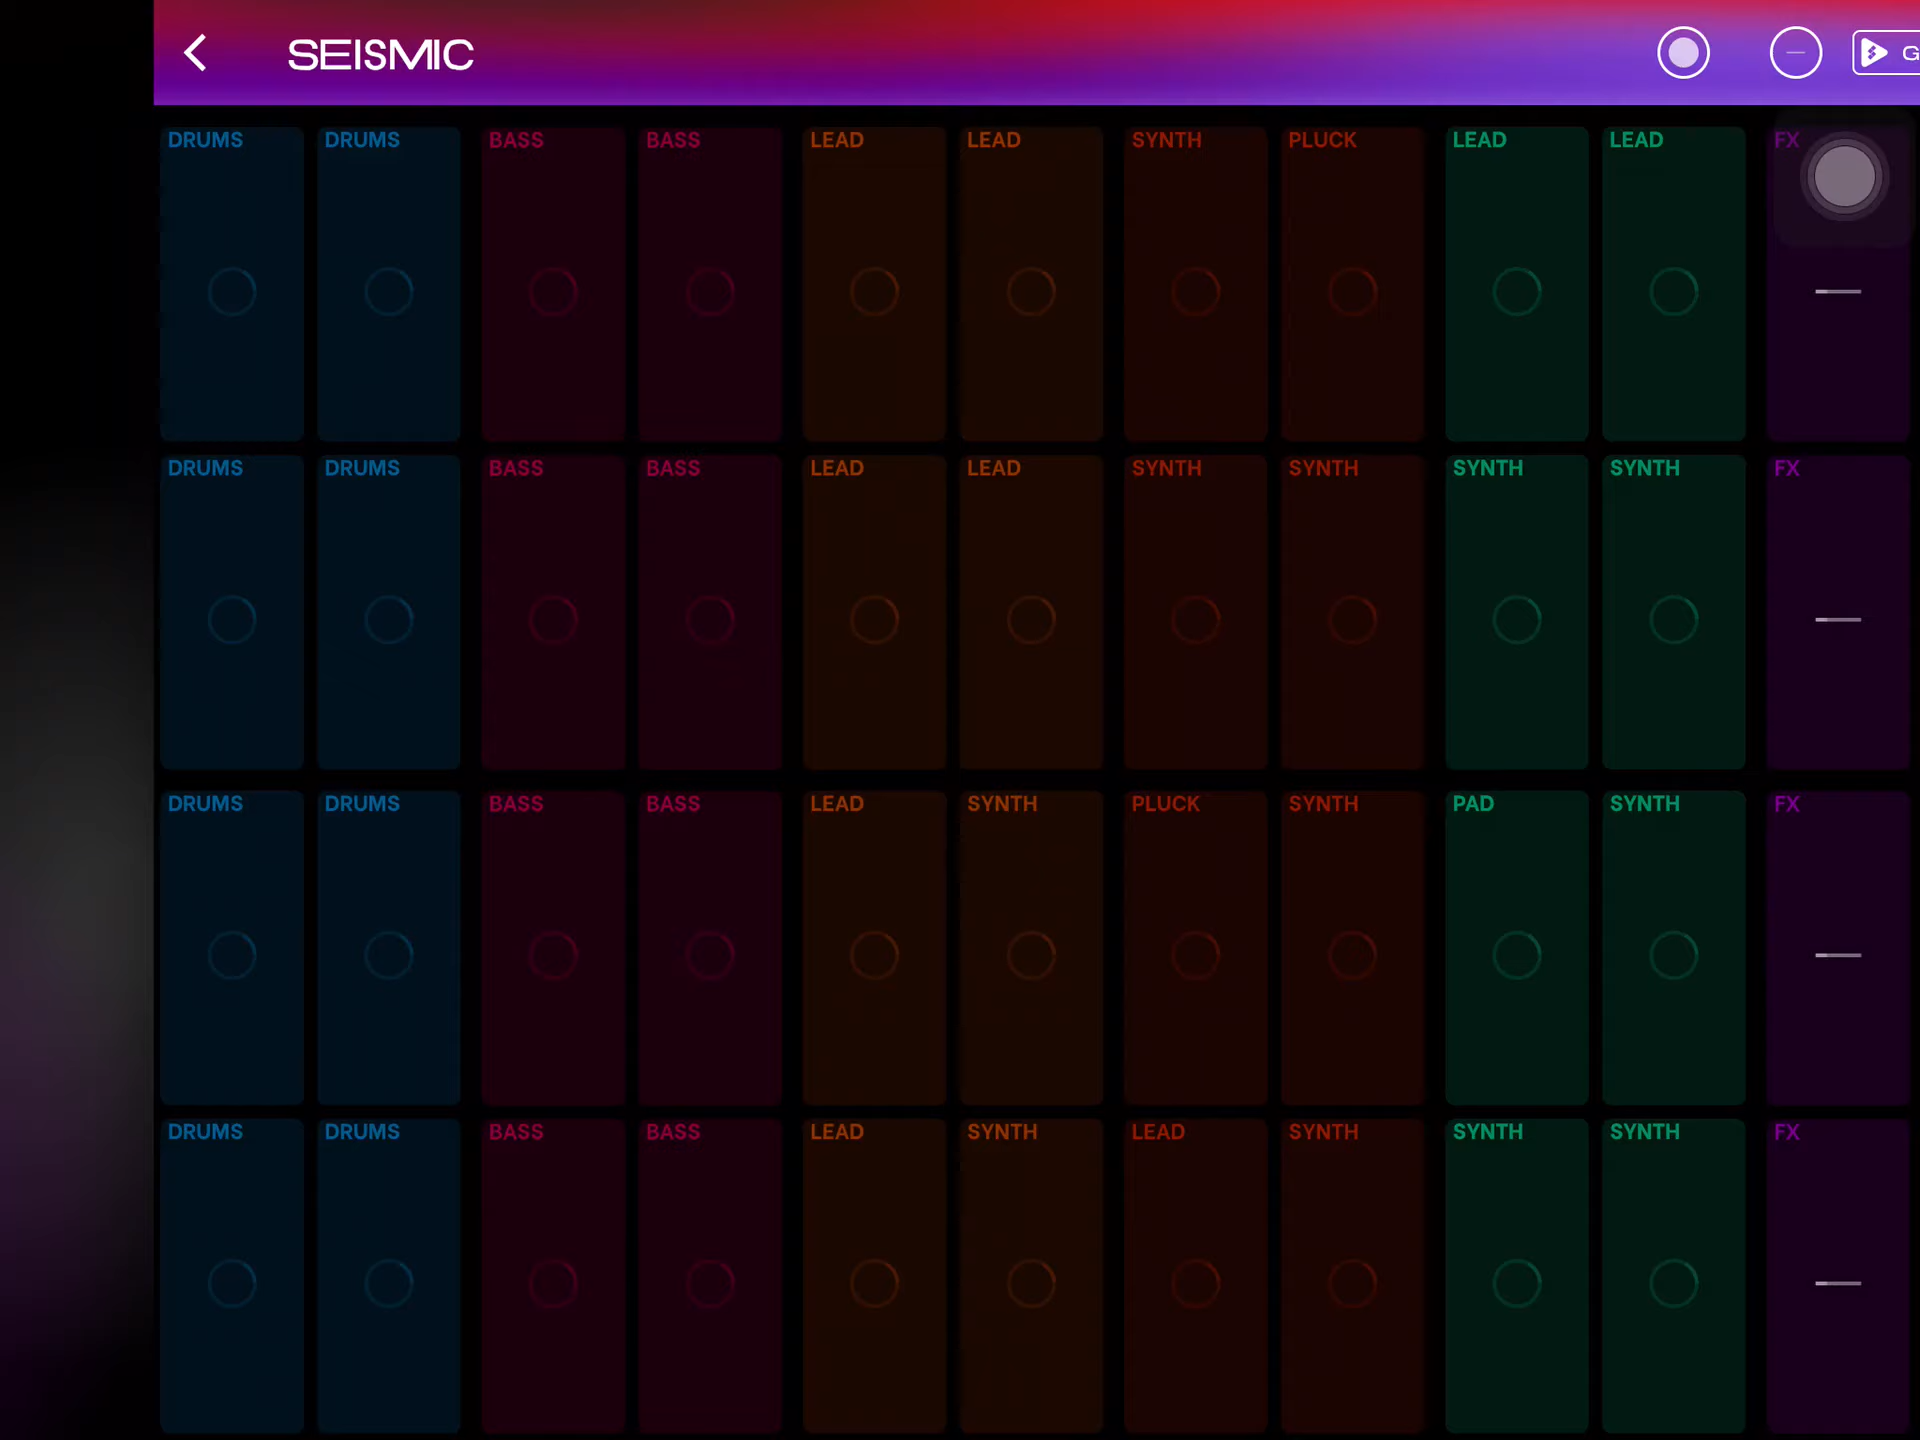 SEISMIC G
DRUMS DRUMS BASS BASS LEAD LEAD SYNTH PLUCK LEAD LEAD FX
DRUMS DRUMS BASS BASS LEAD LEAD SYNTH SYNTH SYNTH SYNTH FX
DRUMS DRUMS BASS BASS LEAD SYNTH PLUCK SYNTH PAD SYNTH FX
DRUMS DRUMS BASS BASS LEAD SYNTH LEAD SYNTH SYNTH SYNTH FX